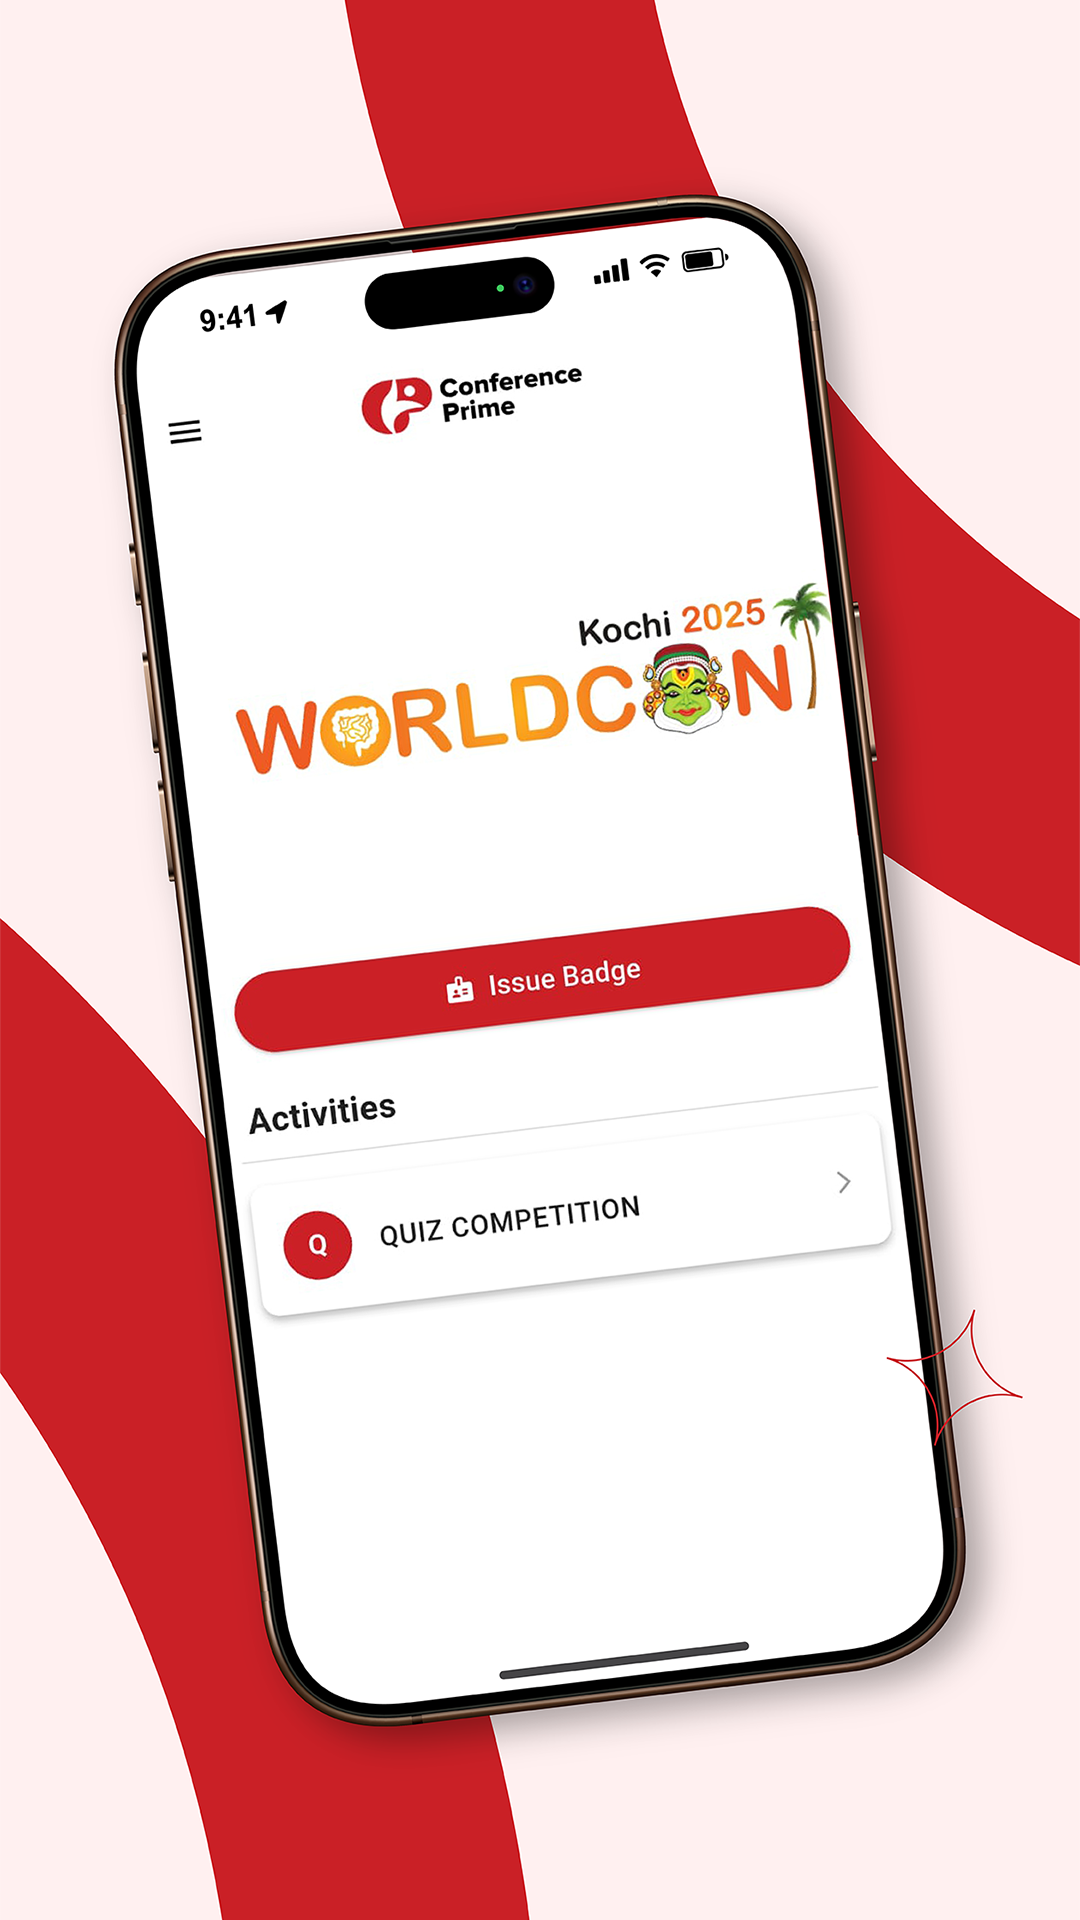 9:41
Conference
Prime
Kochi 2025
WORLDCON
Issue Badge
Activities
Q QUIZ COMPETITION